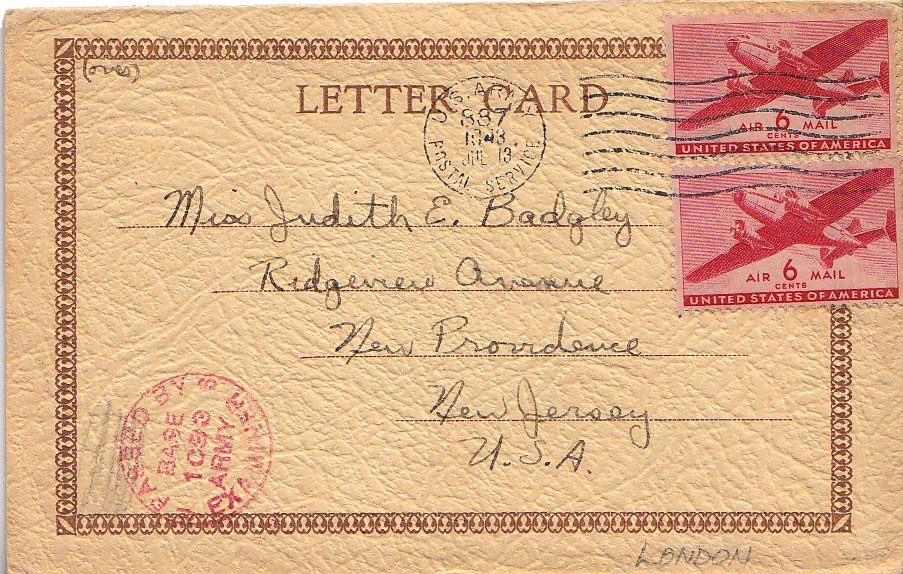 (over)
LETTER CARD
U.S. ARMY
887
1943
JUL 13
POSTAL SERVICE
AIR 6 MAIL
CENTS
UNITED STATES OF AMERICA
AIR 6 MAIL
CENTS
UNITED STATES OF AMERICA
Miss Judith E. Badgley
Ridgeview Avenue
New Providence
New Jersey
U.S.A.
PASSED BY
BASE
ARMY
EXAMINER
LONDON